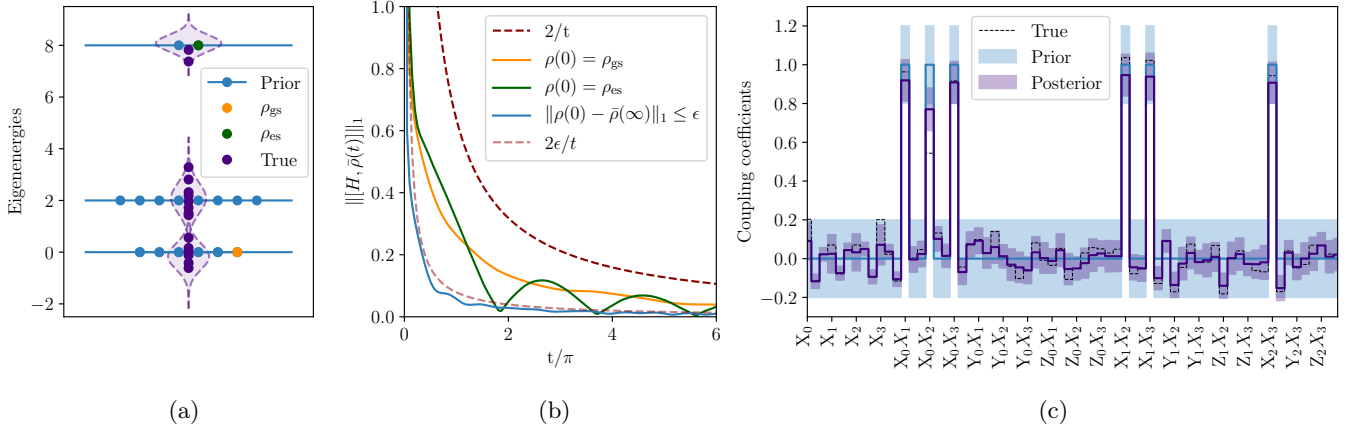 Eigenenergies
8
6
4
2
0
−2
Prior
ρgs
ρes
True
(a)
‖[H, ρ̄(t)]‖1
1.0
0.8
0.6
0.4
0.2
0.0
0
2
4
6
t/π
2/t
ρ(0) = ρgs
ρ(0) = ρes
‖ρ(0) − ρ̄(∞)‖1 ≤ ϵ
2ϵ/t
(b)
Coupling coefficients
1.2
1.0
0.8
0.6
0.4
0.2
0.0
−0.2
True
Prior
Posterior
X0
X1
X2
X3
X0X1
X0X2
X0X3
Y0X1
Y0X2
Y0X3
Z0X1
Z0X2
Z0X3
X1X2
X1X3
Y1X2
Y1X3
Z1X2
Z1X3
X2X3
Y2X3
Z2X3
(c)